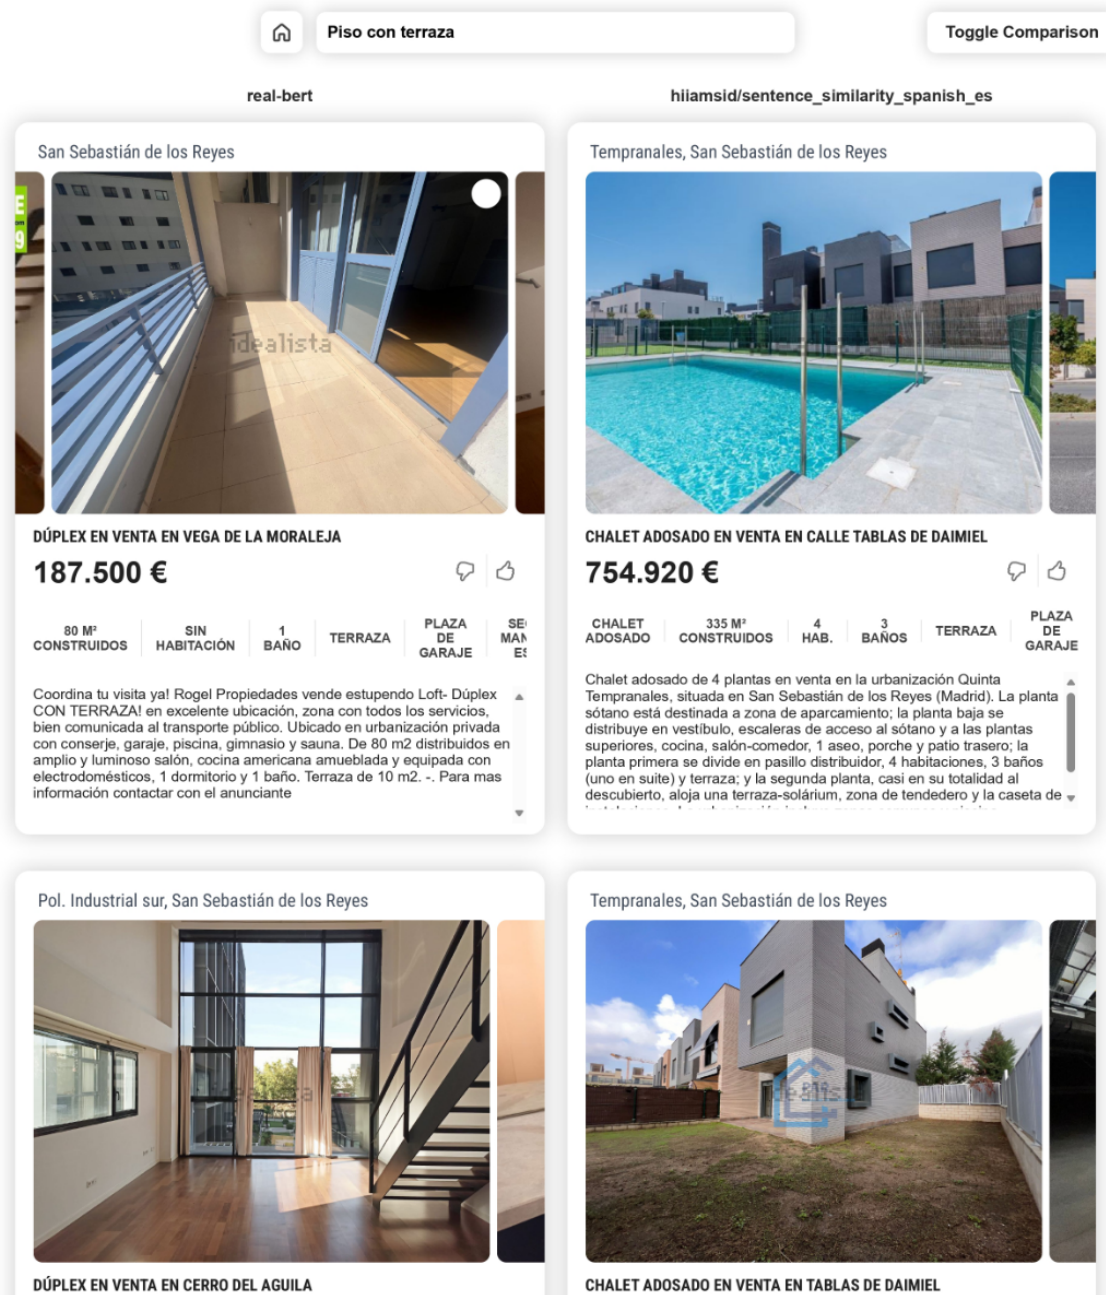 Piso con terraza
Toggle Comparison
real-bert
hiiamsid/sentence_similarity_spanish_es
San Sebastián de los Reyes
E
9
idealista
DÚPLEX EN VENTA EN VEGA DE LA MORALEJA
187.500 €
80 M²
CONSTRUIDOS
SIN
HABITACIÓN
1
BAÑO
TERRAZA
PLAZA
DE
GARAJE
Coordina tu visita ya! Rogel Propiedades vende estupendo Loft- Dúplex
CON TERRAZA! en excelente ubicación, zona con todos los servicios,
bien comunicada al transporte público. Ubicado en urbanización privada
con conserje, garaje, piscina, gimnasio y sauna. De 80 m2 distribuidos en
amplio y luminoso salón, cocina americana amueblada y equipada con
electrodomésticos, 1 dormitorio y 1 baño. Terraza de 10 m2. -. Para mas
información contactar con el anunciante
Tempranales, San Sebastián de los Reyes
CHALET ADOSADO EN VENTA EN CALLE TABLAS DE DAIMIEL
754.920 €
CHALET
ADOSADO
335 M²
CONSTRUIDOS
4
HAB.
3
BAÑOS
TERRAZA
PLAZA
DE
GARAJE
Chalet adosado de 4 plantas en venta en la urbanización Quinta
Tempranales, situada en San Sebastián de los Reyes (Madrid). La planta
sótano está destinada a zona de aparcamiento; la planta baja se
distribuye en vestíbulo, escaleras de acceso al sótano y a las plantas
superiores, cocina, salón-comedor, 1 aseo, porche y patio trasero; la
planta primera se divide en pasillo distribuidor, 4 habitaciones, 3 baños
(uno en suite) y terraza; y la segunda planta, casi en su totalidad al
descubierto, aloja una terraza-solárium, zona de tendedero y la caseta de
Pol. Industrial sur, San Sebastián de los Reyes
DÚPLEX EN VENTA EN CERRO DEL AGUILA
Tempranales, San Sebastián de los Reyes
CHALET ADOSADO EN VENTA EN TABLAS DE DAIMIEL